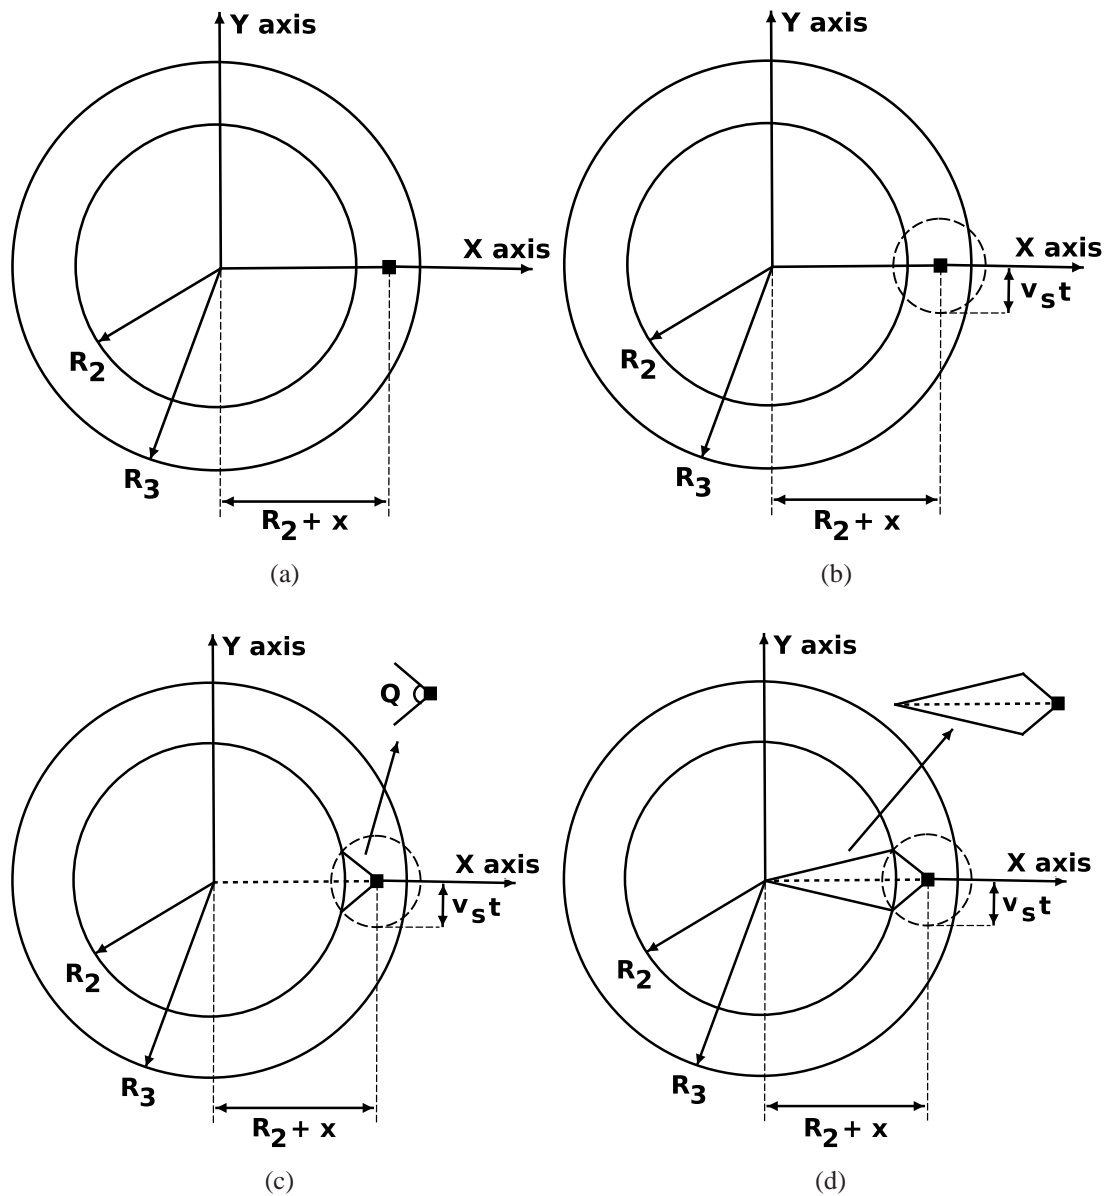 Y axis
X axis
R2
R3
R2 + x
(a)
Y axis
X axis
vst
R2
R3
R2 + x
(b)
Y axis
Q
X axis
vst
R2
R3
R2 + x
(c)
Y axis
X axis
vst
R2
R3
R2 + x
(d)